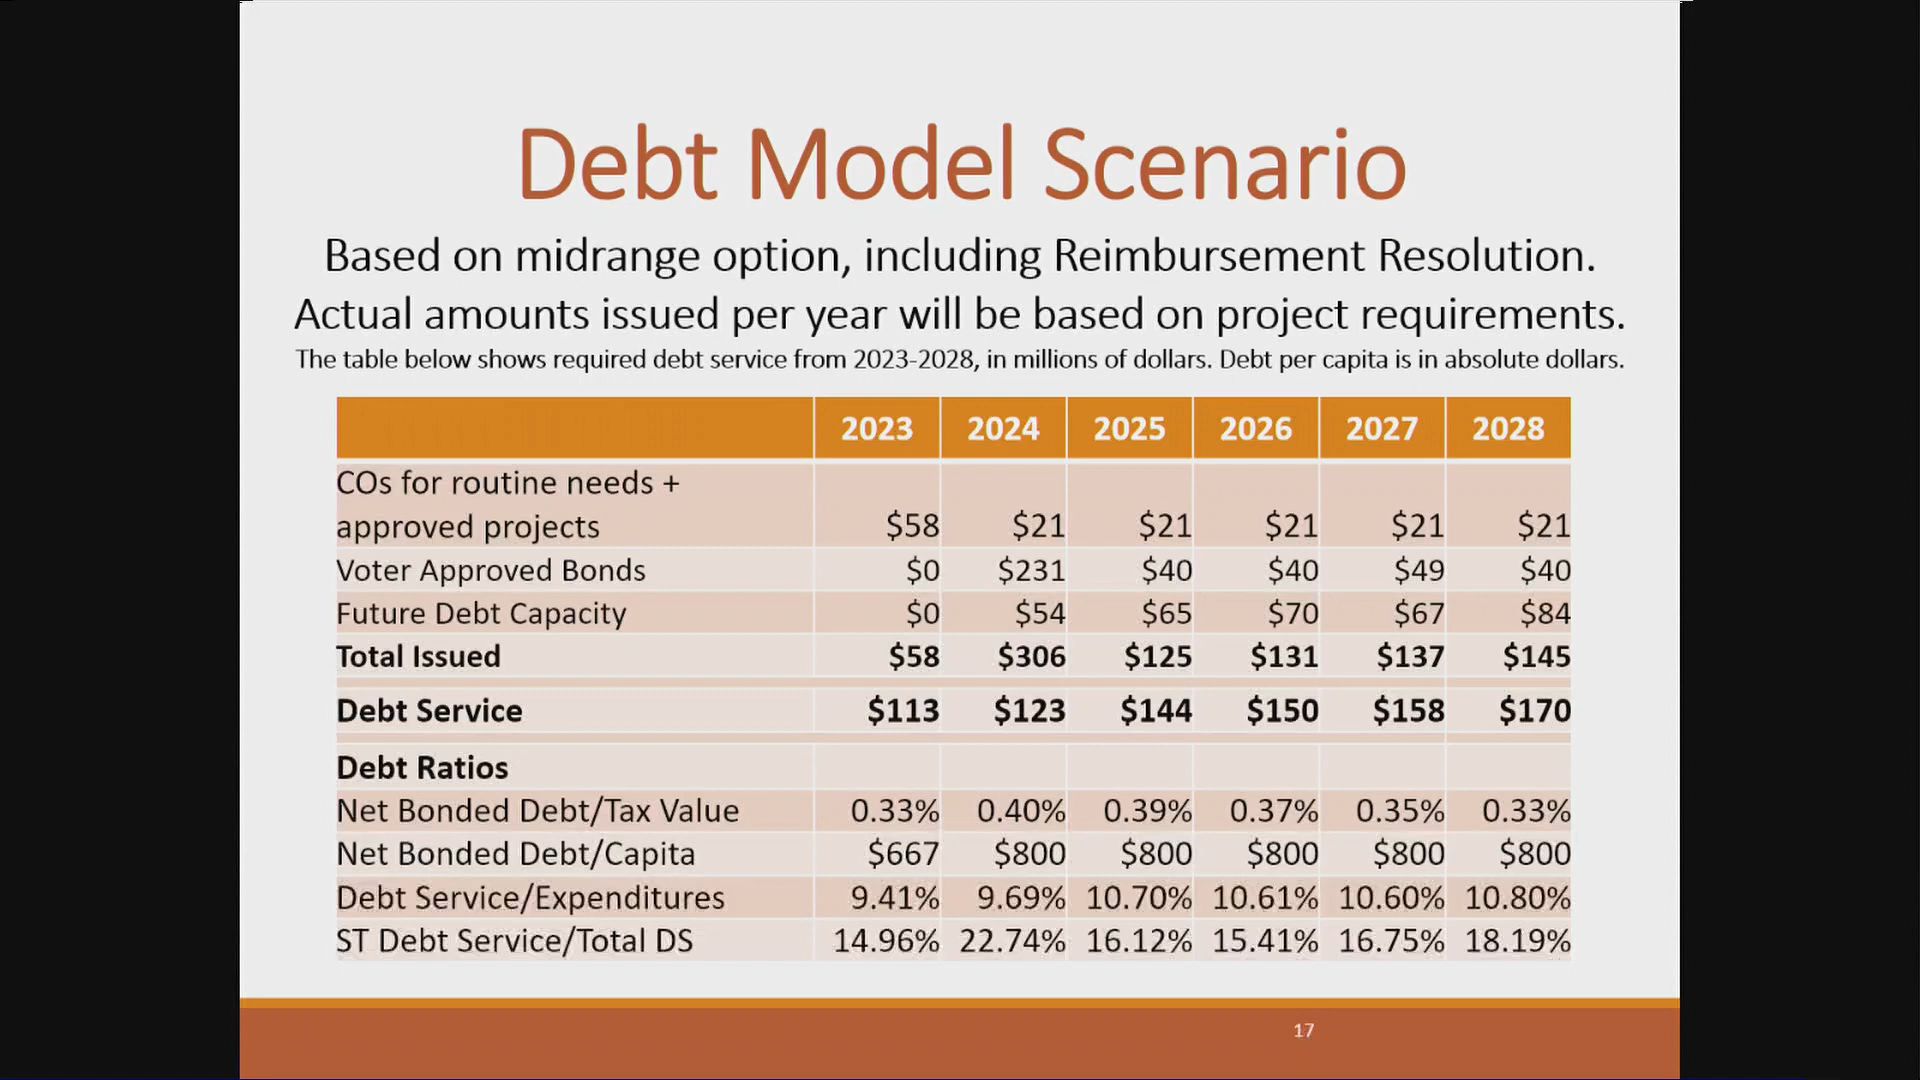 Debt Model Scenario
Based on midrange option, including Reimbursement Resolution.
Actual amounts issued per year will be based on project requirements.
The table below shows required debt service from 2023-2028, in millions of dollars. Debt per capita is in absolute dollars.
2023 2024 2025 2026 2027 2028
COs for routine needs +
approved projects $58 $21 $21 $21 $21 $21
Voter Approved Bonds $0 $231 $40 $40 $49 $40
Future Debt Capacity $0 $54 $65 $70 $67 $84
Total Issued $58 $306 $125 $131 $137 $145
Debt Service $113 $123 $144 $150 $158 $170
Debt Ratios
Net Bonded Debt/Tax Value 0.33% 0.40% 0.39% 0.37% 0.35% 0.33%
Net Bonded Debt/Capita $667 $800 $800 $800 $800 $800
Debt Service/Expenditures 9.41% 9.69% 10.70% 10.61% 10.60% 10.80%
ST Debt Service/Total DS 14.96% 22.74% 16.12% 15.41% 16.75% 18.19%
17